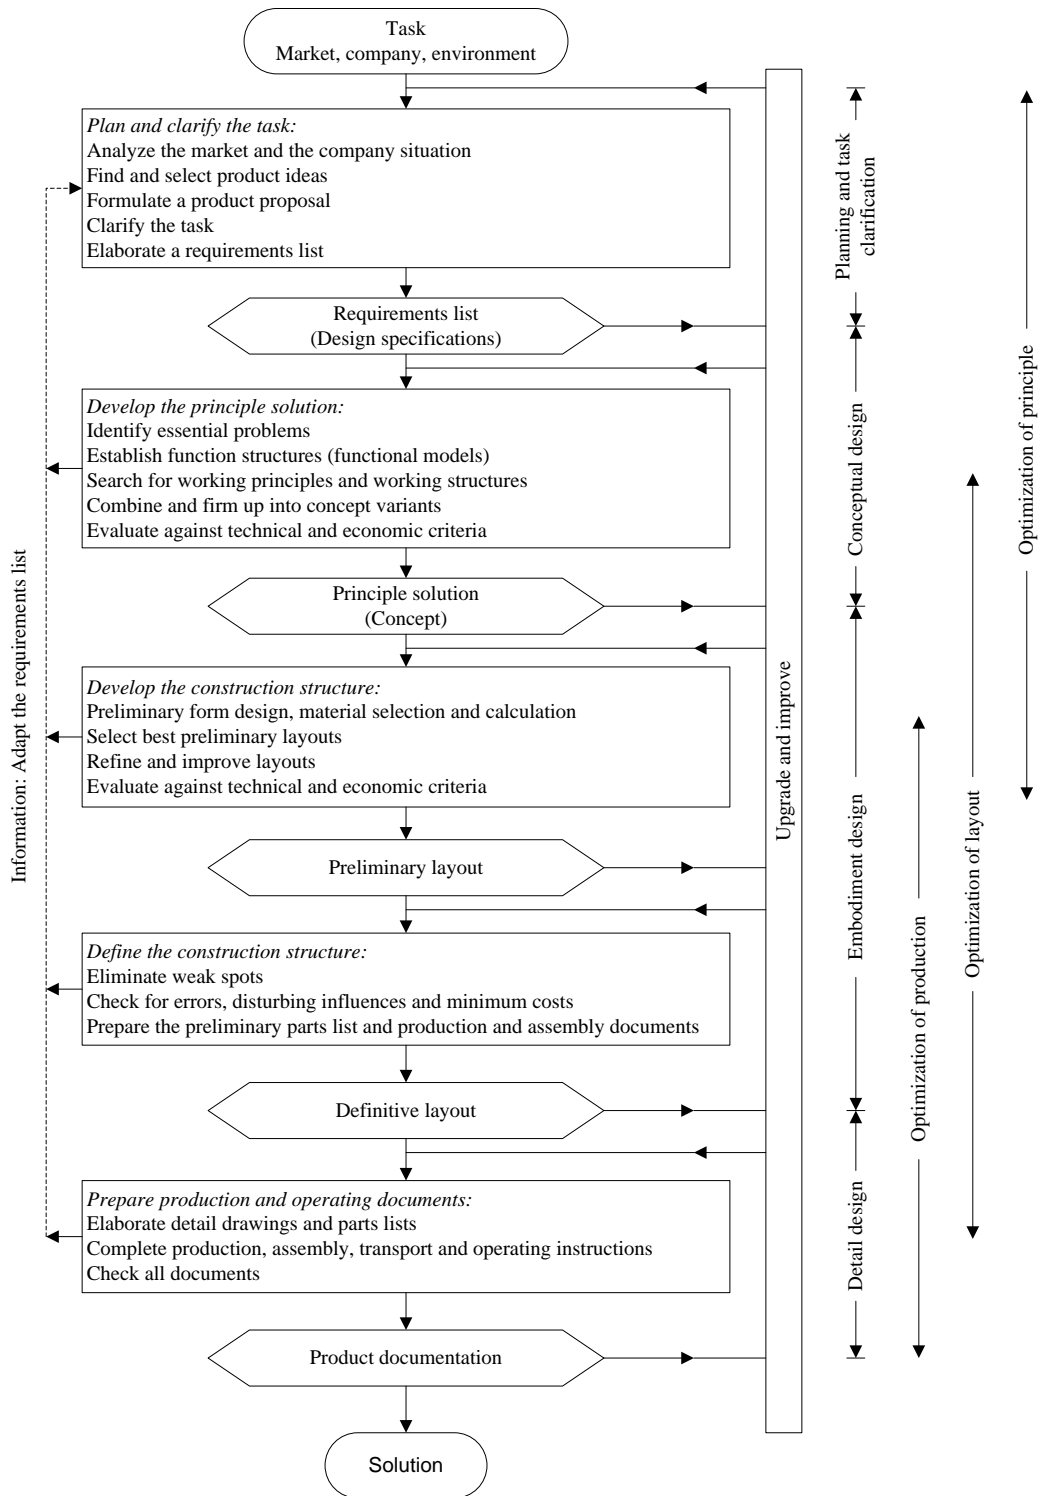 Task
Market, company, environment
Plan and clarify the task:
Analyze the market and the company situation
Find and select product ideas
Formulate a product proposal
Clarify the task
Elaborate a requirements list
Requirements list
(Design specifications)
Develop the principle solution:
Identify essential problems
Establish function structures (functional models)
Search for working principles and working structures
Combine and firm up into concept variants
Evaluate against technical and economic criteria
Principle solution
(Concept)
Develop the construction structure:
Preliminary form design, material selection and calculation
Select best preliminary layouts
Refine and improve layouts
Evaluate against technical and economic criteria
Preliminary layout
Define the construction structure:
Eliminate weak spots
Check for errors, disturbing influences and minimum costs
Prepare the preliminary parts list and production and assembly documents
Definitive layout
Prepare production and operating documents:
Elaborate detail drawings and parts lists
Complete production, assembly, transport and operating instructions
Check all documents
Product documentation
Solution
Information: Adapt the requirements list
Upgrade and improve
Planning and task
clarification
Conceptual design
Embodiment design
Detail design
Optimization of production
Optimization of layout
Optimization of principle